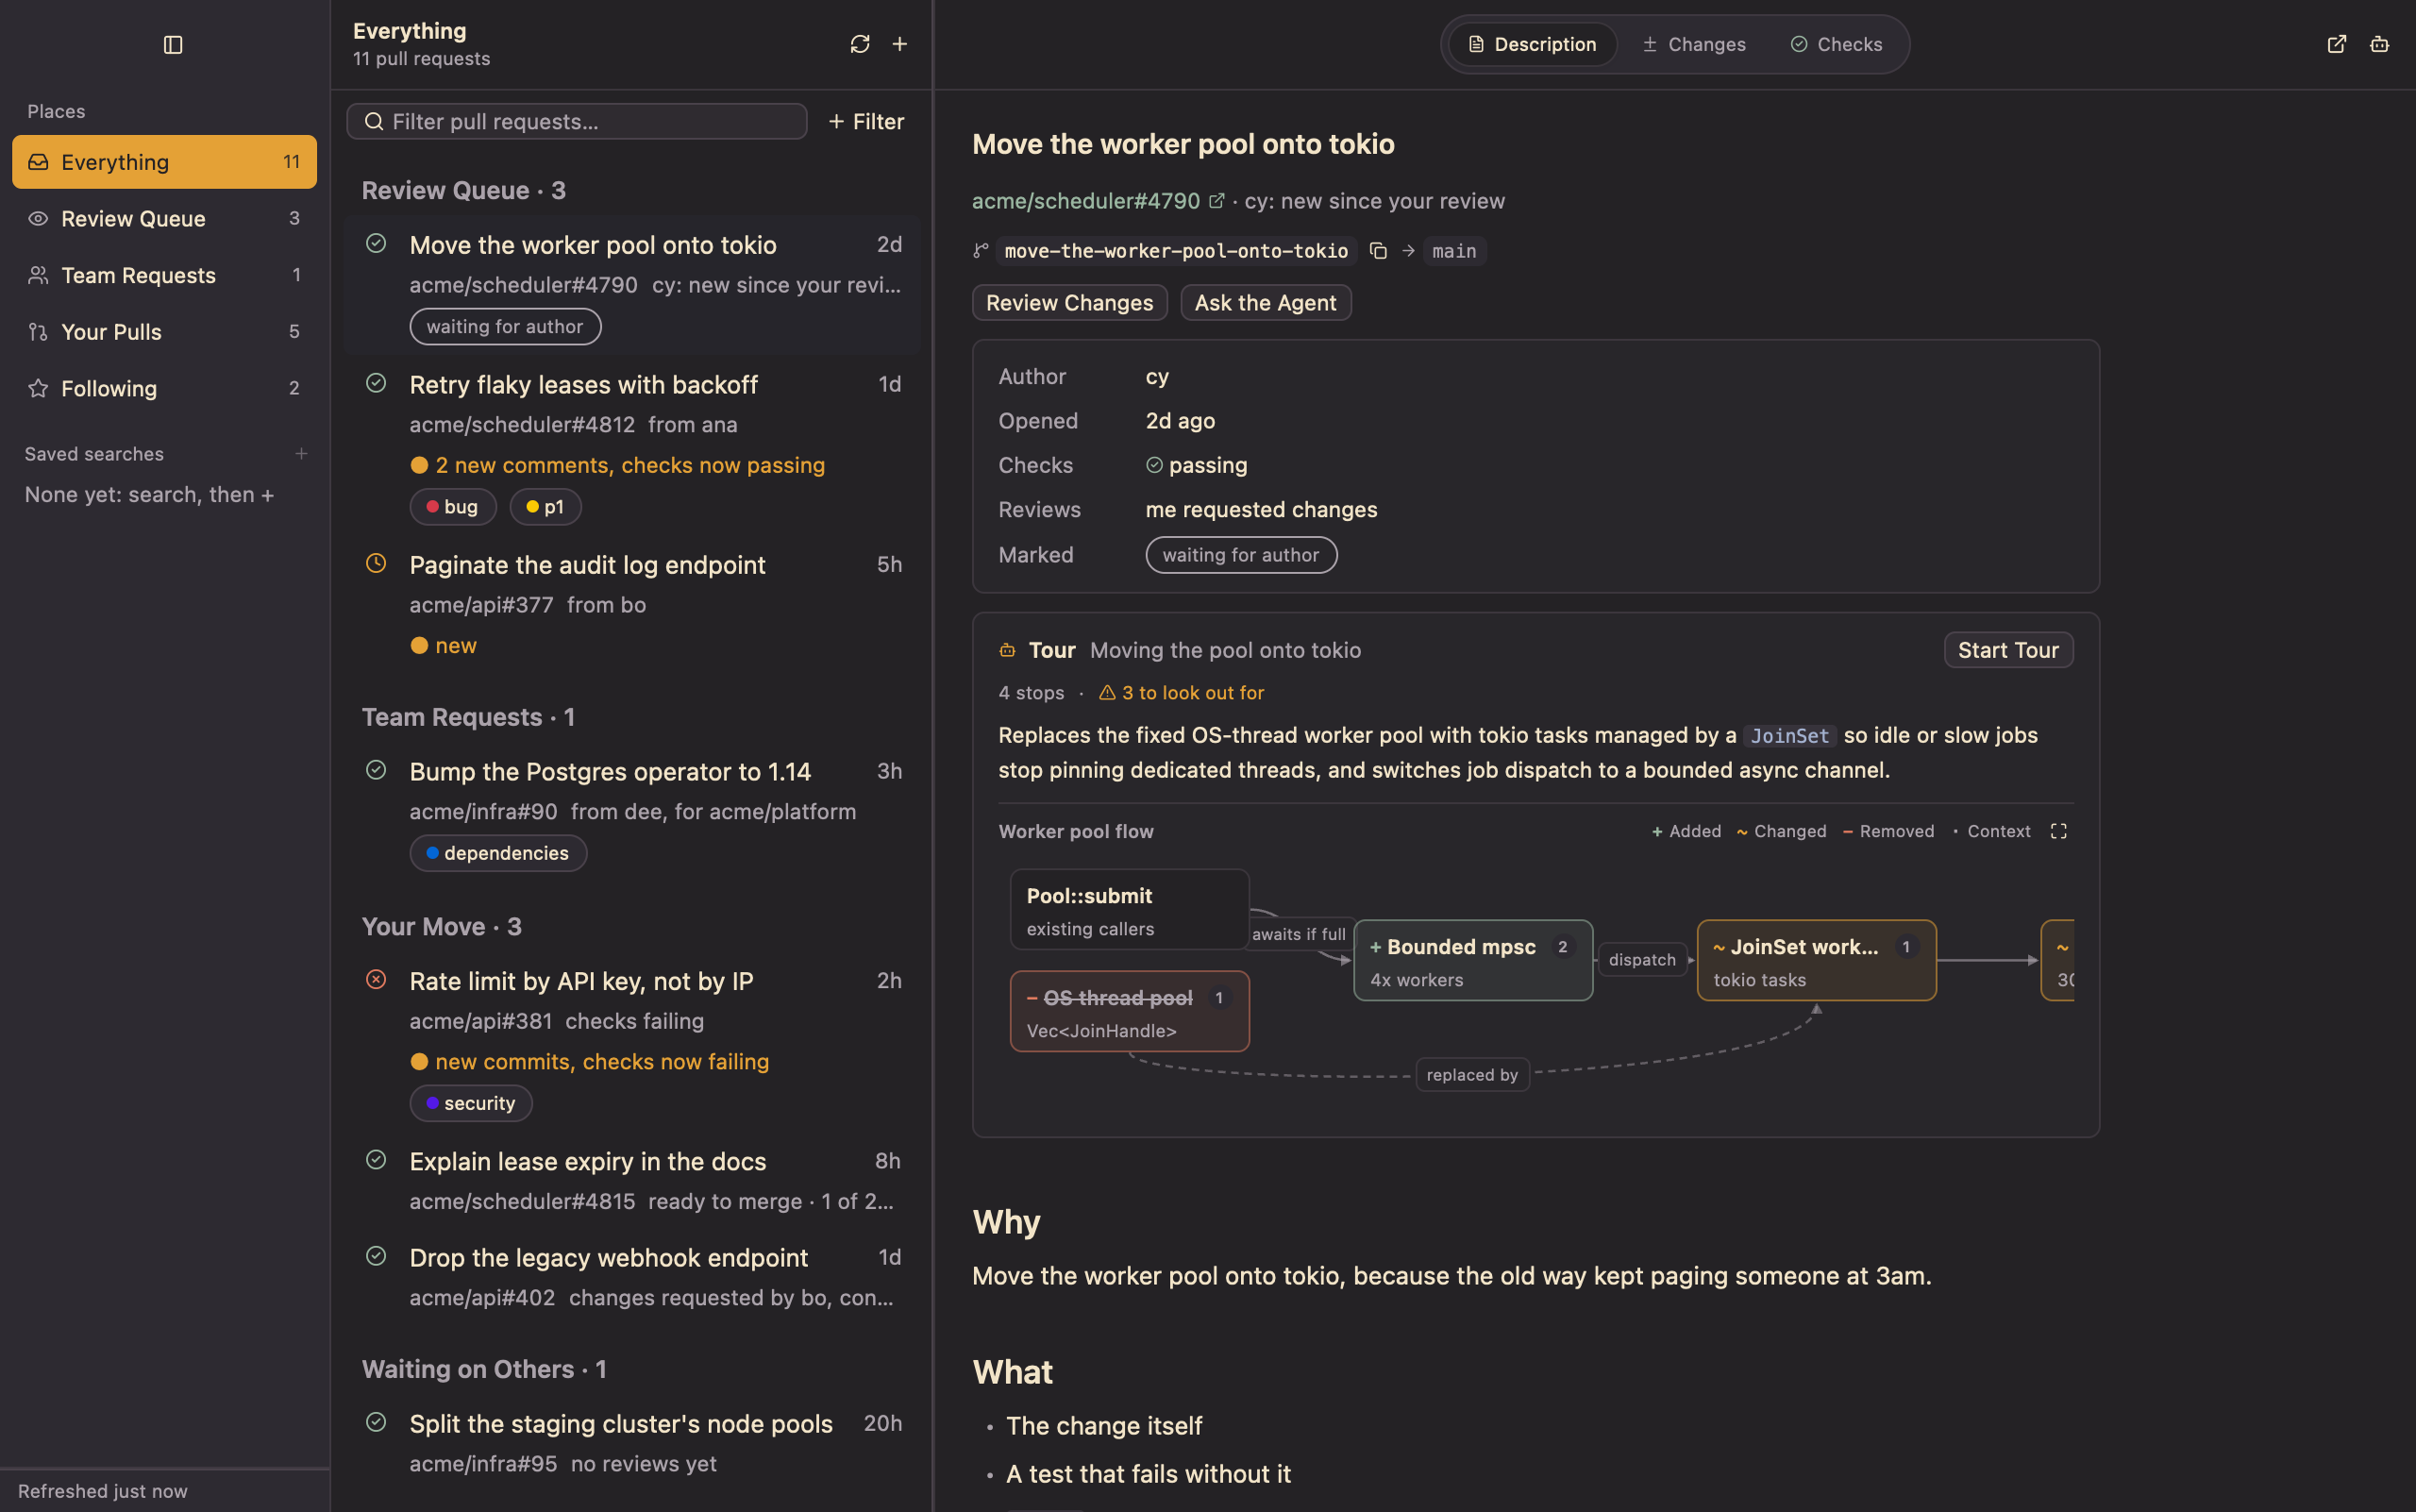 Places
Everything 11
Review Queue 3
Team Requests 1
Your Pulls 5
Following 2
Saved searches +
None yet: search, then +
Refreshed just now
Everything
11 pull requests
Filter pull requests...
+ Filter
Review Queue · 3
Move the worker pool onto tokio 2d
acme/scheduler#4790 cy: new since your revi...
waiting for author
Retry flaky leases with backoff 1d
acme/scheduler#4812 from ana
2 new comments, checks now passing
bug p1
Paginate the audit log endpoint 5h
acme/api#377 from bo
new
Team Requests · 1
Bump the Postgres operator to 1.14 3h
acme/infra#90 from dee, for acme/platform
dependencies
Your Move · 3
Rate limit by API key, not by IP 2h
acme/api#381 checks failing
new commits, checks now failing
security
Explain lease expiry in the docs 8h
acme/scheduler#4815 ready to merge · 1 of 2...
Drop the legacy webhook endpoint 1d
acme/api#402 changes requested by bo, con...
Waiting on Others · 1
Split the staging cluster's node pools 20h
acme/infra#95 no reviews yet
Description Changes Checks
Move the worker pool onto tokio
acme/scheduler#4790 · cy: new since your review
move-the-worker-pool-onto-tokio → main
Review Changes Ask the Agent
Author cy
Opened 2d ago
Checks passing
Reviews me requested changes
Marked waiting for author
Tour Moving the pool onto tokio Start Tour
4 stops · 3 to look out for
Replaces the fixed OS-thread worker pool with tokio tasks managed by a JoinSet so idle or slow jobs
stop pinning dedicated threads, and switches job dispatch to a bounded async channel.
Worker pool flow + Added ~ Changed − Removed · Context
Pool::submit
existing callers
awaits if full
+ Bounded mpsc 2
4x workers
dispatch
~ JoinSet work... 1
tokio tasks
~
− OS thread pool 1
Vec<JoinHandle>
replaced by
Why
Move the worker pool onto tokio, because the old way kept paging someone at 3am.
What
• The change itself
• A test that fails without it